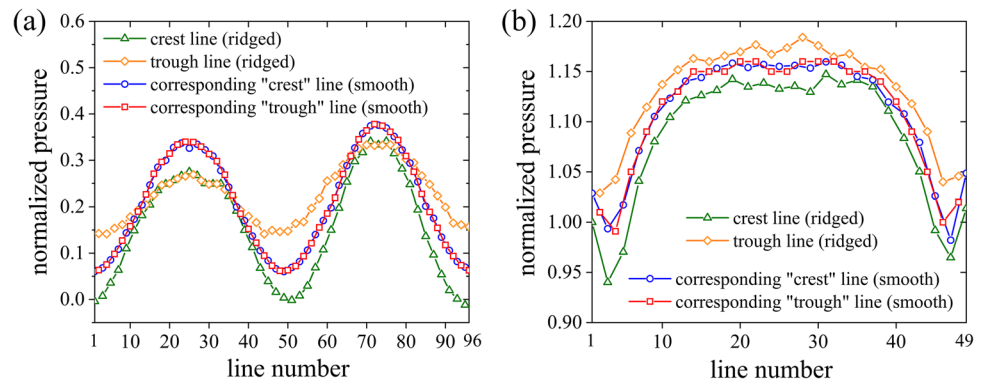 (a)
0.6
0.5
0.4
0.3
0.2
0.1
0.0
normalized pressure
crest line (ridged)
trough line (ridged)
corresponding "crest" line (smooth)
corresponding "trough" line (smooth)
1 10 20 30 40 50 60 70 80 90 96
line number
(b)
1.20
1.15
1.10
1.05
1.00
0.95
0.90
normalized pressure
crest line (ridged)
trough line (ridged)
corresponding "crest" line (smooth)
corresponding "trough" line (smooth)
1 10 20 30 40 49
line number